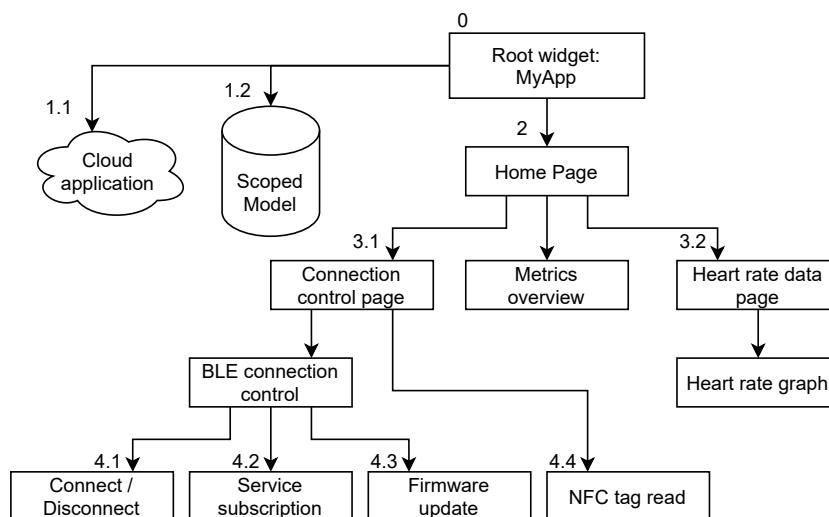 0
Root widget:
MyApp
1.1
1.2
2
Cloud
application
Scoped
Model
Home Page
3.1
3.2
Connection
control page
Metrics
overview
Heart rate data
page
BLE connection
control
Heart rate graph
4.1
4.2
4.3
4.4
Connect /
Disconnect
Service
subscription
Firmware
update
NFC tag read